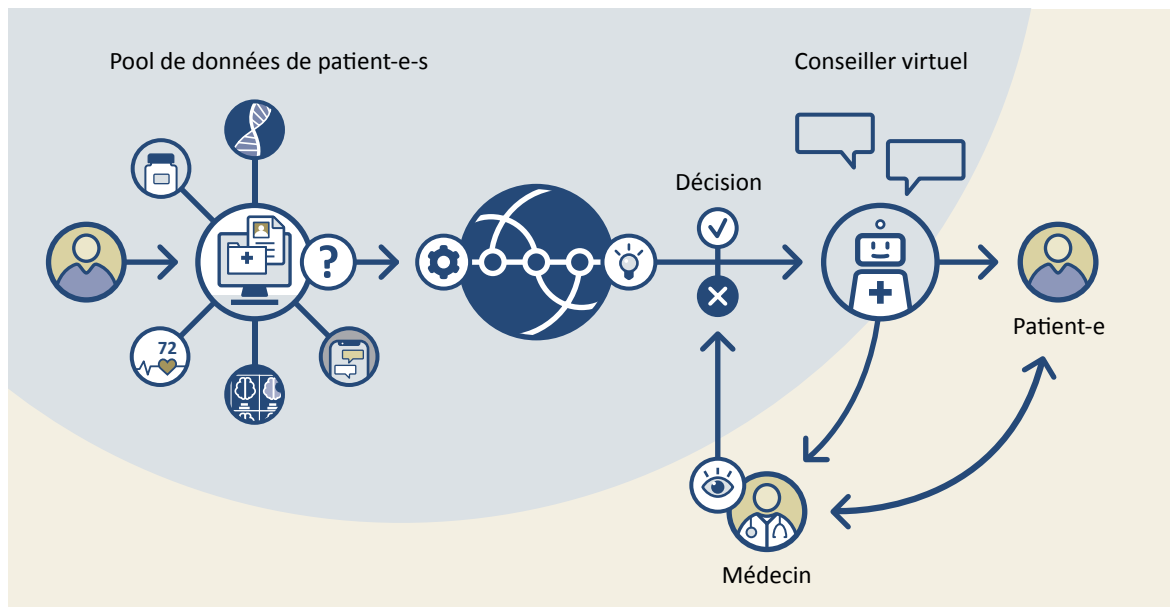 Pool de données de patient-e-s
Conseiller virtuel
Décision
?
72
Patient-e
Médecin